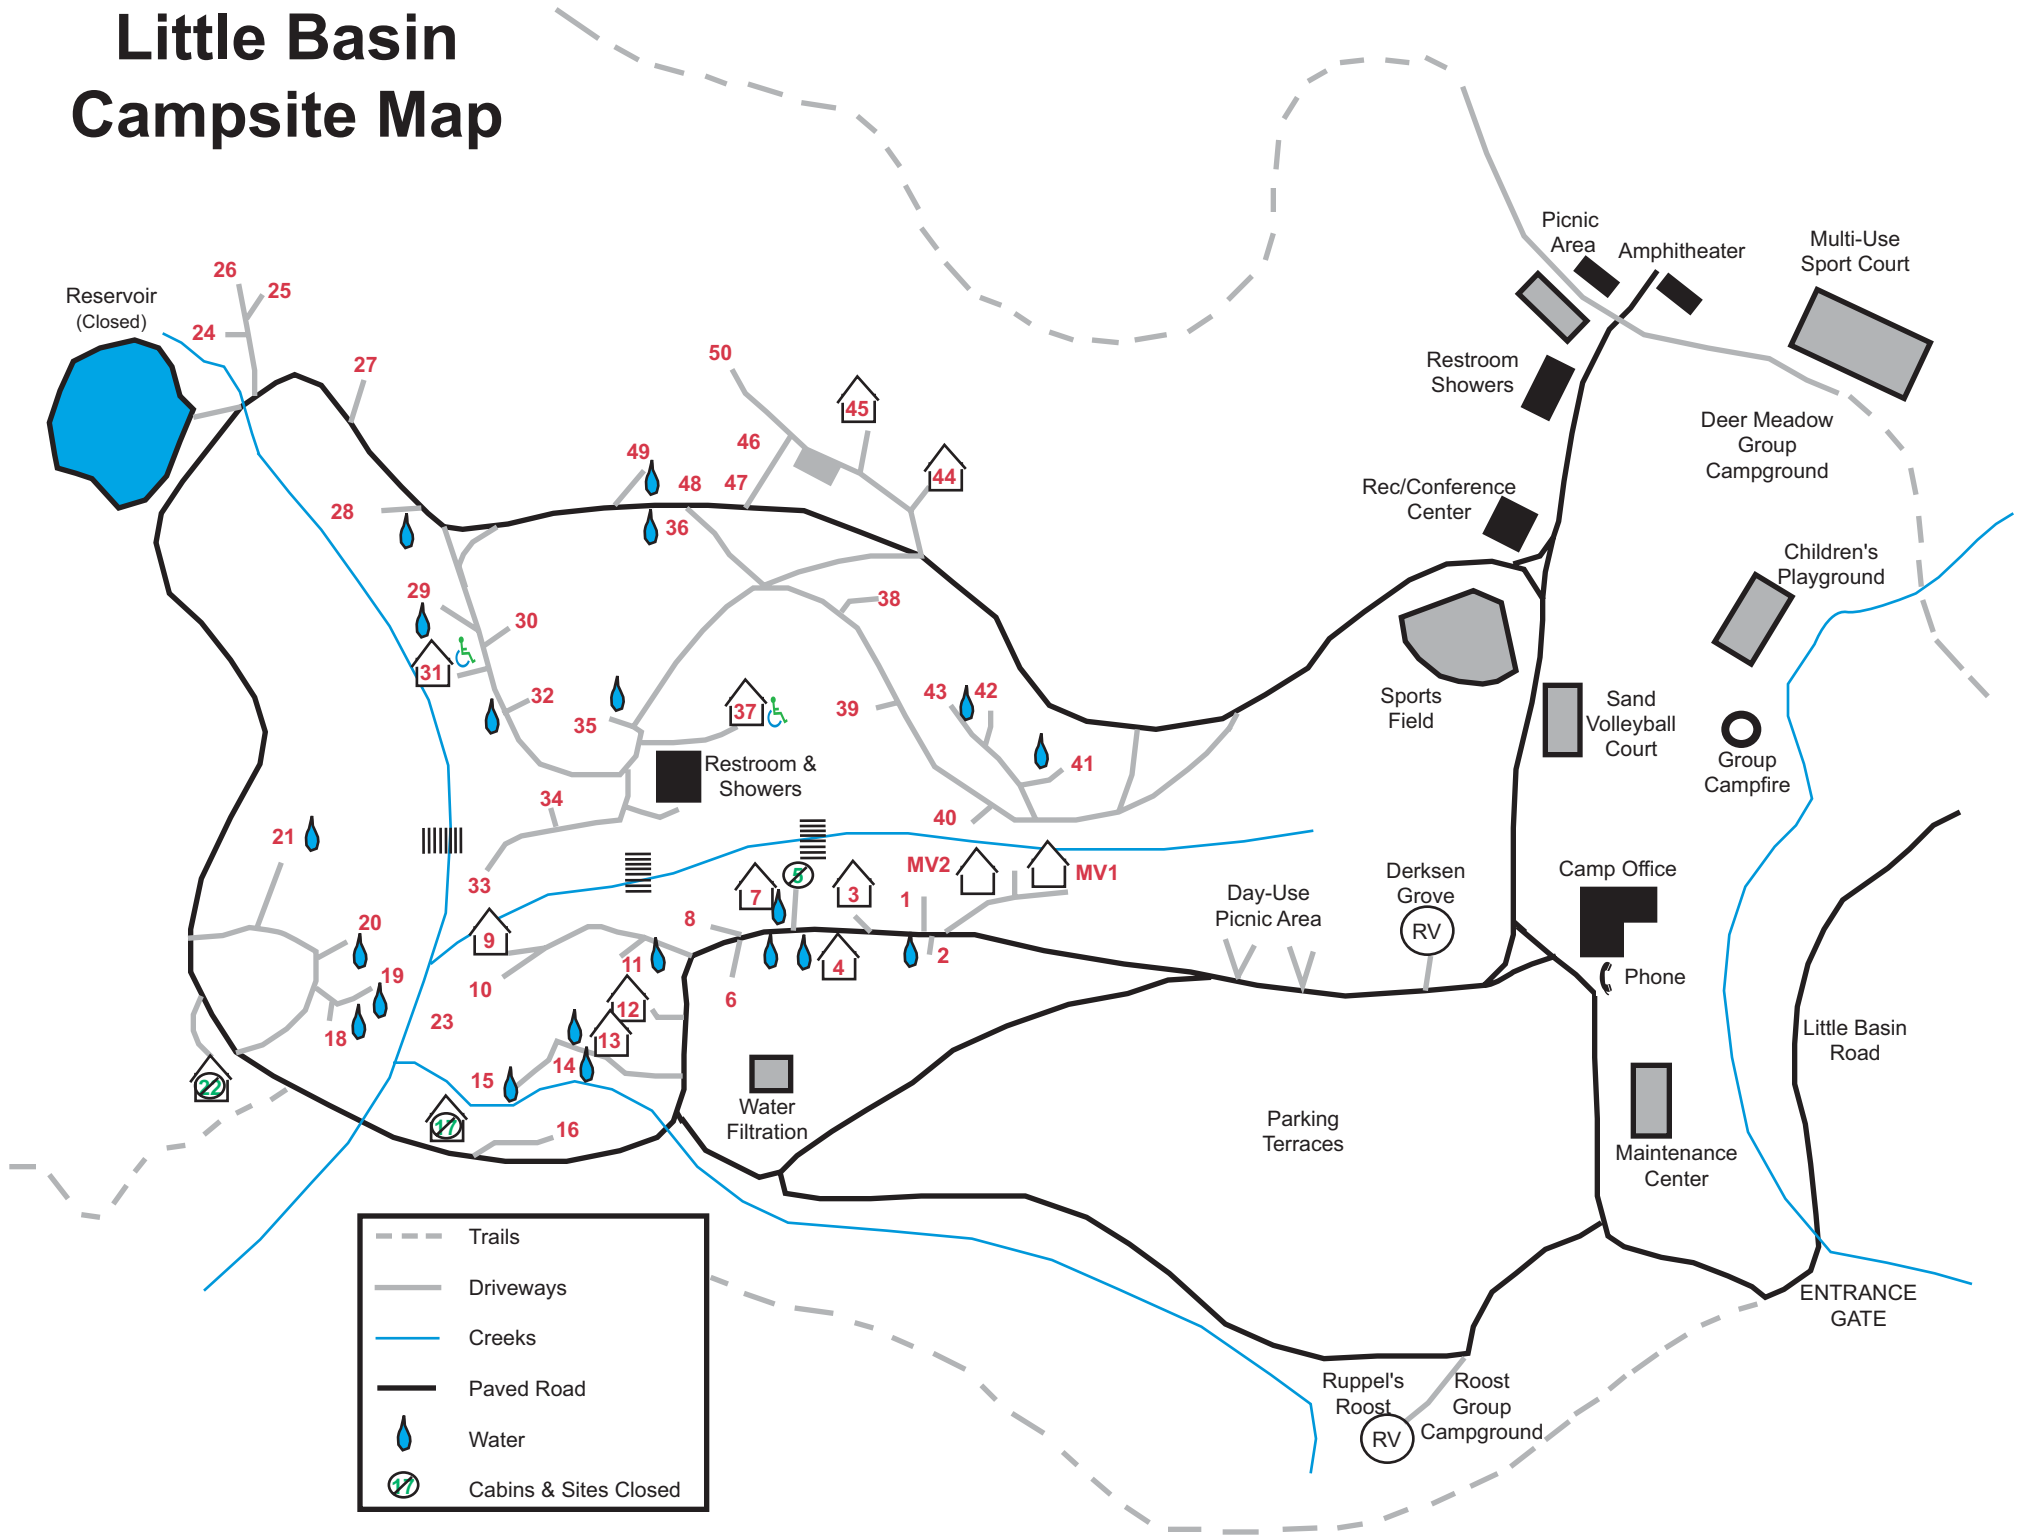 Little Basin
Campsite Map
Picnic
Area
Amphitheater
Multi-Use
Sport Court
26
25
Reservoir
(Closed)
24
27
50
45
Restroom
Showers
Deer Meadow
Group
Campground
46
49
44
48
47
28
36
Rec/Conference
Center
Children's
Playground
29
38
30
31
32
43
42
39
37
35
Sports
Field
Sand
Volleyball
Court
Group
Campfire
41
Restroom &
Showers
34
40
21
33
MV2
MV1
5
7
3
1
8
Day-Use
Picnic Area
Derksen
Grove
RV
Camp Office
20
9
11
4
2
19
10
6
Phone
12
23
18
13
14
15
22
Little Basin
Road
17
16
Water
Filtration
Parking
Terraces
Maintenance
Center
ENTRANCE
GATE
Ruppel's
Roost
RV
Roost
Group
Campground
Trails
Driveways
Creeks
Paved Road
Water
17
Cabins & Sites Closed